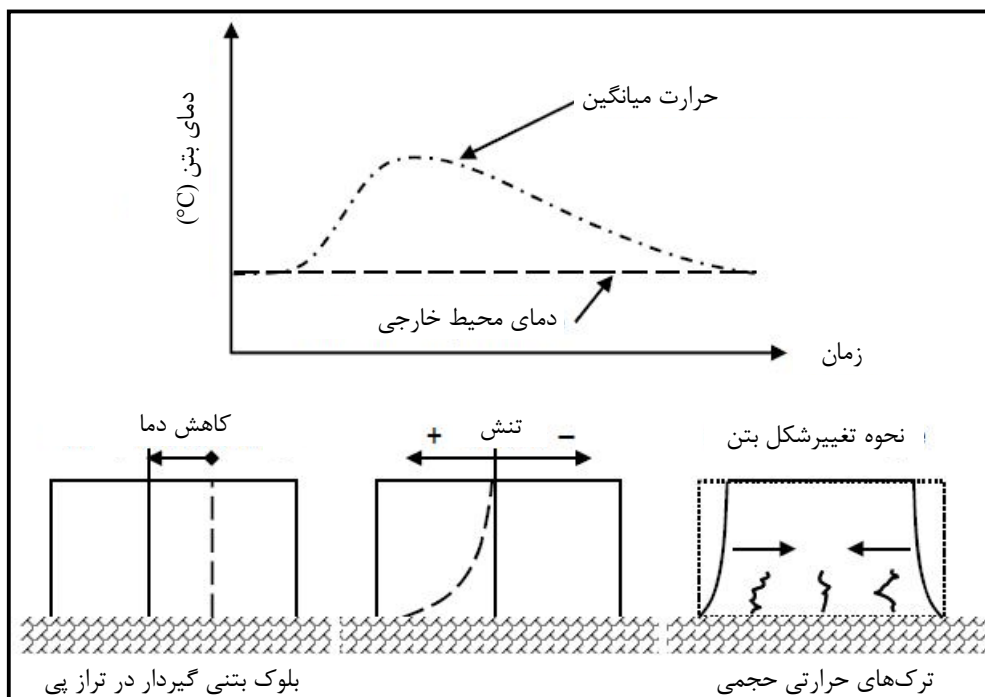 دمای بتن (°C)
حرارت میانگین
دمای محیط خارجی
زمان
کاهش دما
تنش
+
−
نحوه تغییرشکل بتن
بلوک بتنی گیردار در تراز پی
ترک‌های حرارتی حجمی